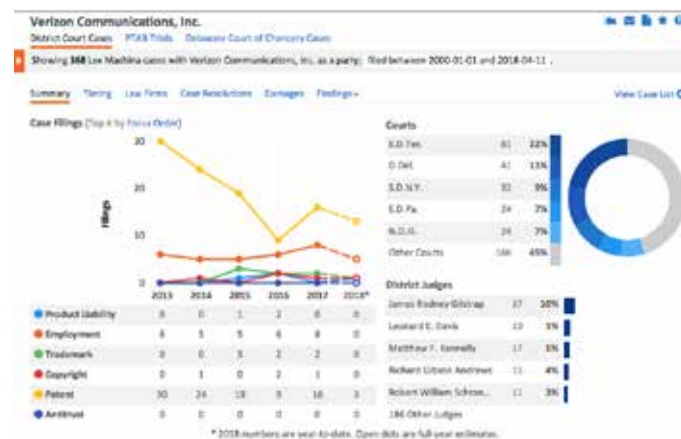 Verizon Communications, Inc.
District Court Cases PTAB Trials Delaware Court of Chancery Cases
Showing 368 Lex Machina cases with Verizon Communications, Inc. as a party; filed between 2000-01-01 and 2018-04-11 .
Summary Timing Law Firms Case Resolutions Damages Findings
View Case List
Case Filings (Top 6 by Focus Order)
30
20
10
0
Filings
2013 2014 2015 2016 2017 2018*
Product Liability 0 0 1 2 0 0
Employment 6 5 5 6 8 0
Trademark 0 0 3 2 2 0
Copyright 0 1 0 2 1 0
Patent 30 24 19 9 16 3
Antitrust 0 0 0 0 0 0
Courts
E.D.Tex. 81 22%
D.Del. 41 11%
S.D.N.Y. 32 9%
E.D.Pa. 24 7%
24 7%
Other Courts 166 45%
District Judges
James Rodney Gilstrap 37 10%
Leonard E. Davis 5%
Matthew F. Kennelly 17 5%
Richard Gibson Andrews 4%
Robert William Schroe... 11 3%
186 Other Judges
* 2018 numbers are year-to-date. Open dots are full-year estimates.